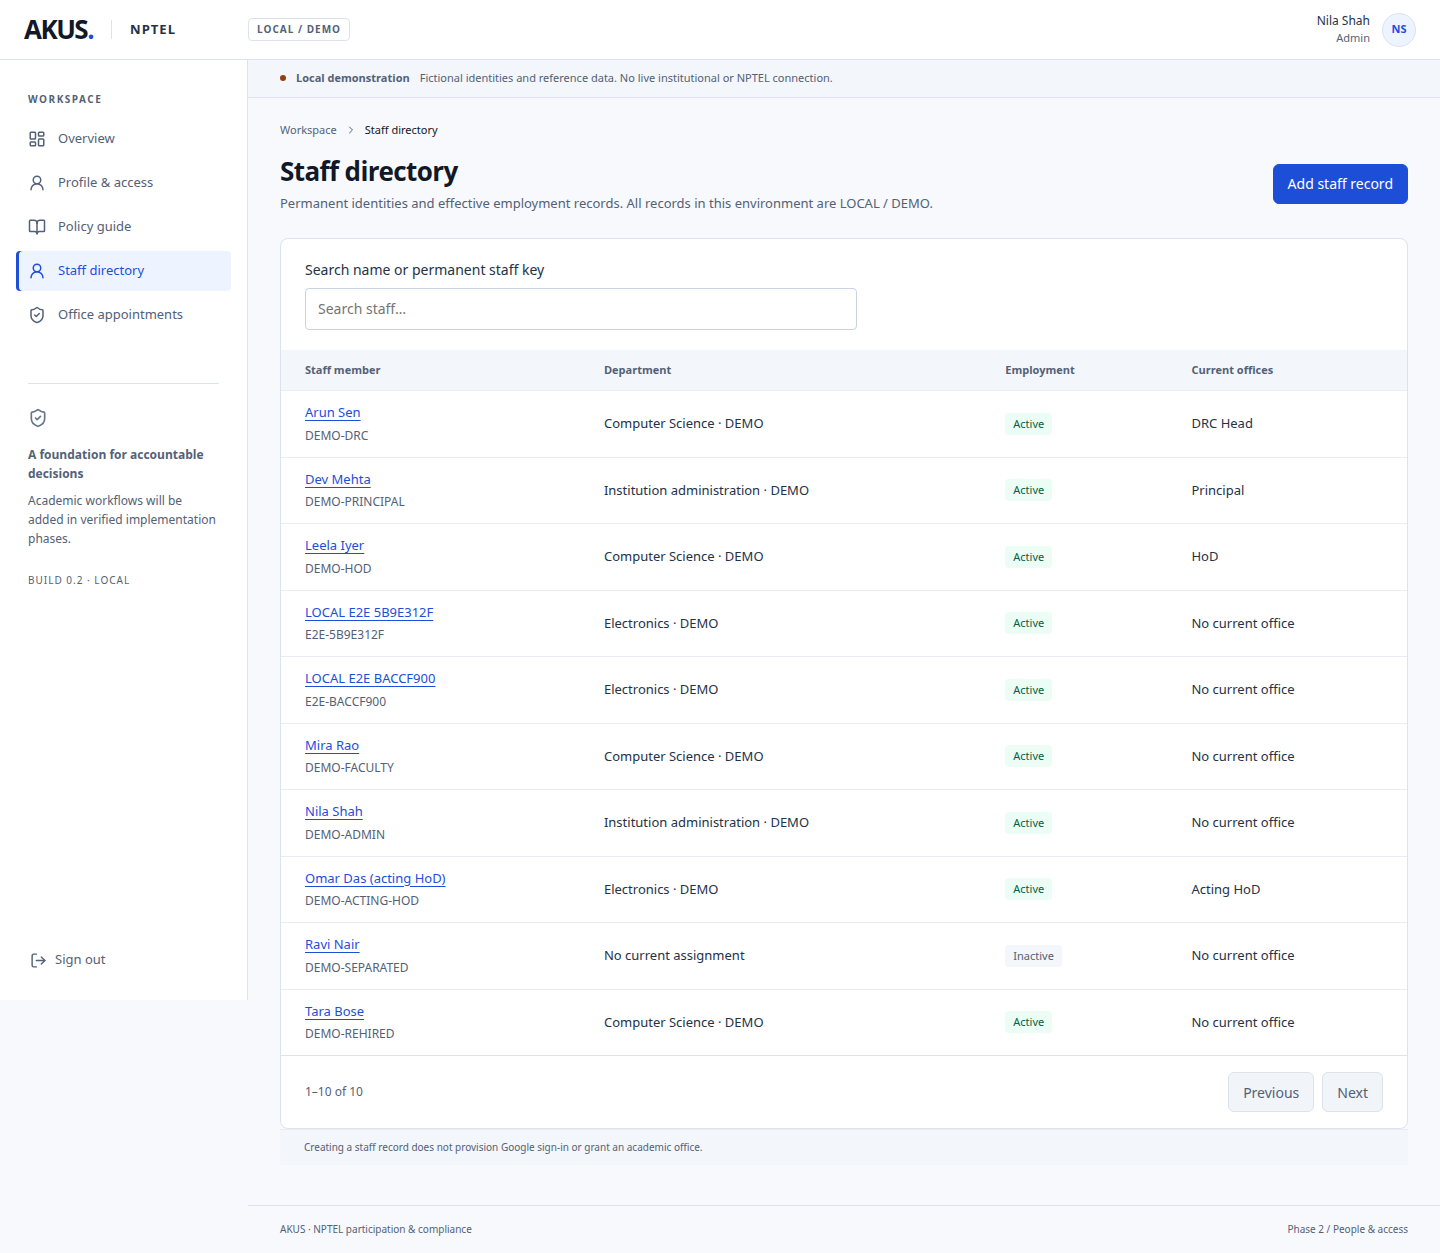 AKUS. NPTEL LOCAL / DEMO Nila Shah Admin NS
Local demonstration Fictional identities and reference data. No live institutional or NPTEL connection.
WORKSPACE
Overview
Profile & access
Policy guide
Staff directory
Office appointments
A foundation for accountable
decisions
Academic workflows will be
added in verified implementation
phases.
BUILD 0.2 · LOCAL
Sign out
Workspace > Staff directory
Staff directory
Permanent identities and effective employment records. All records in this environment are LOCAL / DEMO.
Add staff record
Search name or permanent staff key
Search staff...
Staff member Department Employment Current offices
Arun Sen
DEMO-DRC
Computer Science · DEMO Active DRC Head
Dev Mehta
DEMO-PRINCIPAL
Institution administration · DEMO Active Principal
Leela Iyer
DEMO-HOD
Computer Science · DEMO Active HoD
LOCAL E2E 5B9E312F
E2E-5B9E312F
Electronics · DEMO Active No current office
LOCAL E2E BACCF900
E2E-BACCF900
Electronics · DEMO Active No current office
Mira Rao
DEMO-FACULTY
Computer Science · DEMO Active No current office
Nila Shah
DEMO-ADMIN
Institution administration · DEMO Active No current office
Omar Das (acting HoD)
DEMO-ACTING-HOD
Electronics · DEMO Active Acting HoD
Ravi Nair
DEMO-SEPARATED
No current assignment Inactive No current office
Tara Bose
DEMO-REHIRED
Computer Science · DEMO Active No current office
1–10 of 10 Previous Next
Creating a staff record does not provision Google sign-in or grant an academic office.
AKUS · NPTEL participation & compliance Phase 2 / People & access